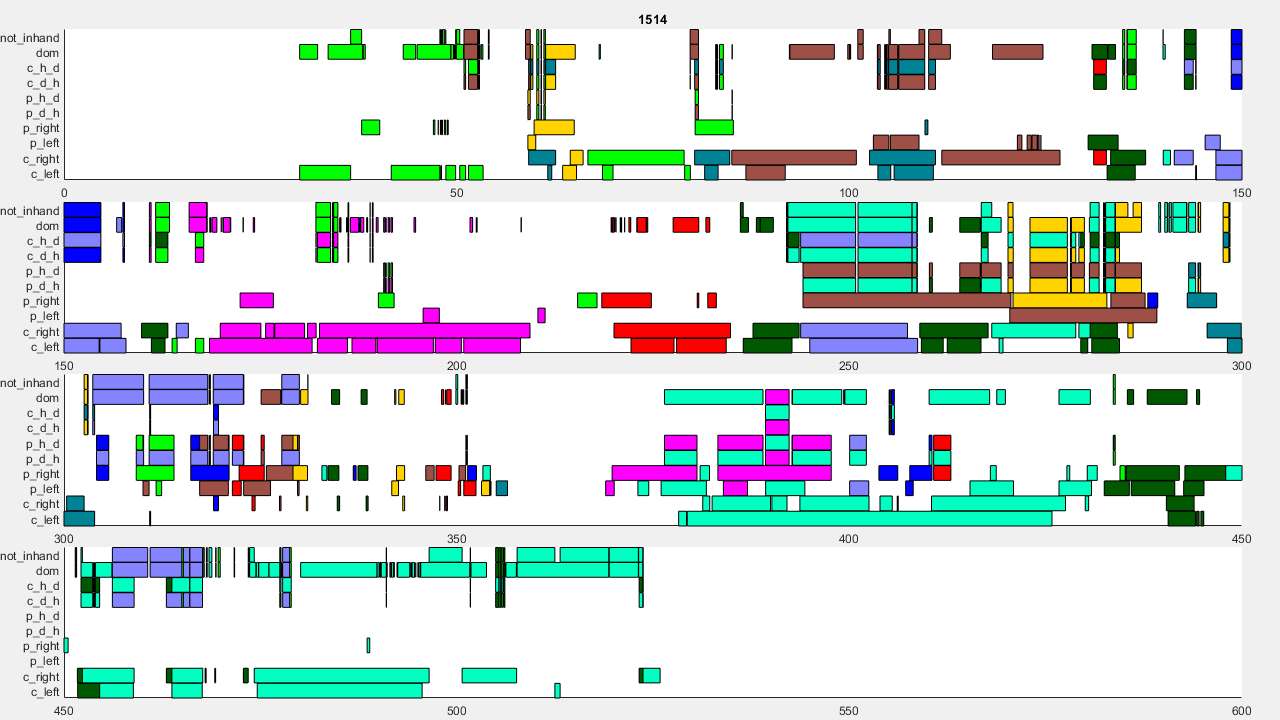 1514
not_inhand
dom
c_h_d
c_d_h
p_h_d
p_d_h
p_right
p_left
c_right
c_left
0 50 100 150
not_inhand
dom
c_h_d
c_d_h
p_h_d
p_d_h
p_right
p_left
c_right
c_left
150 200 250 300
not_inhand
dom
c_h_d
c_d_h
p_h_d
p_d_h
p_right
p_left
c_right
c_left
300 350 400 450
not_inhand
dom
c_h_d
c_d_h
p_h_d
p_d_h
p_right
p_left
c_right
c_left
450 500 550 600